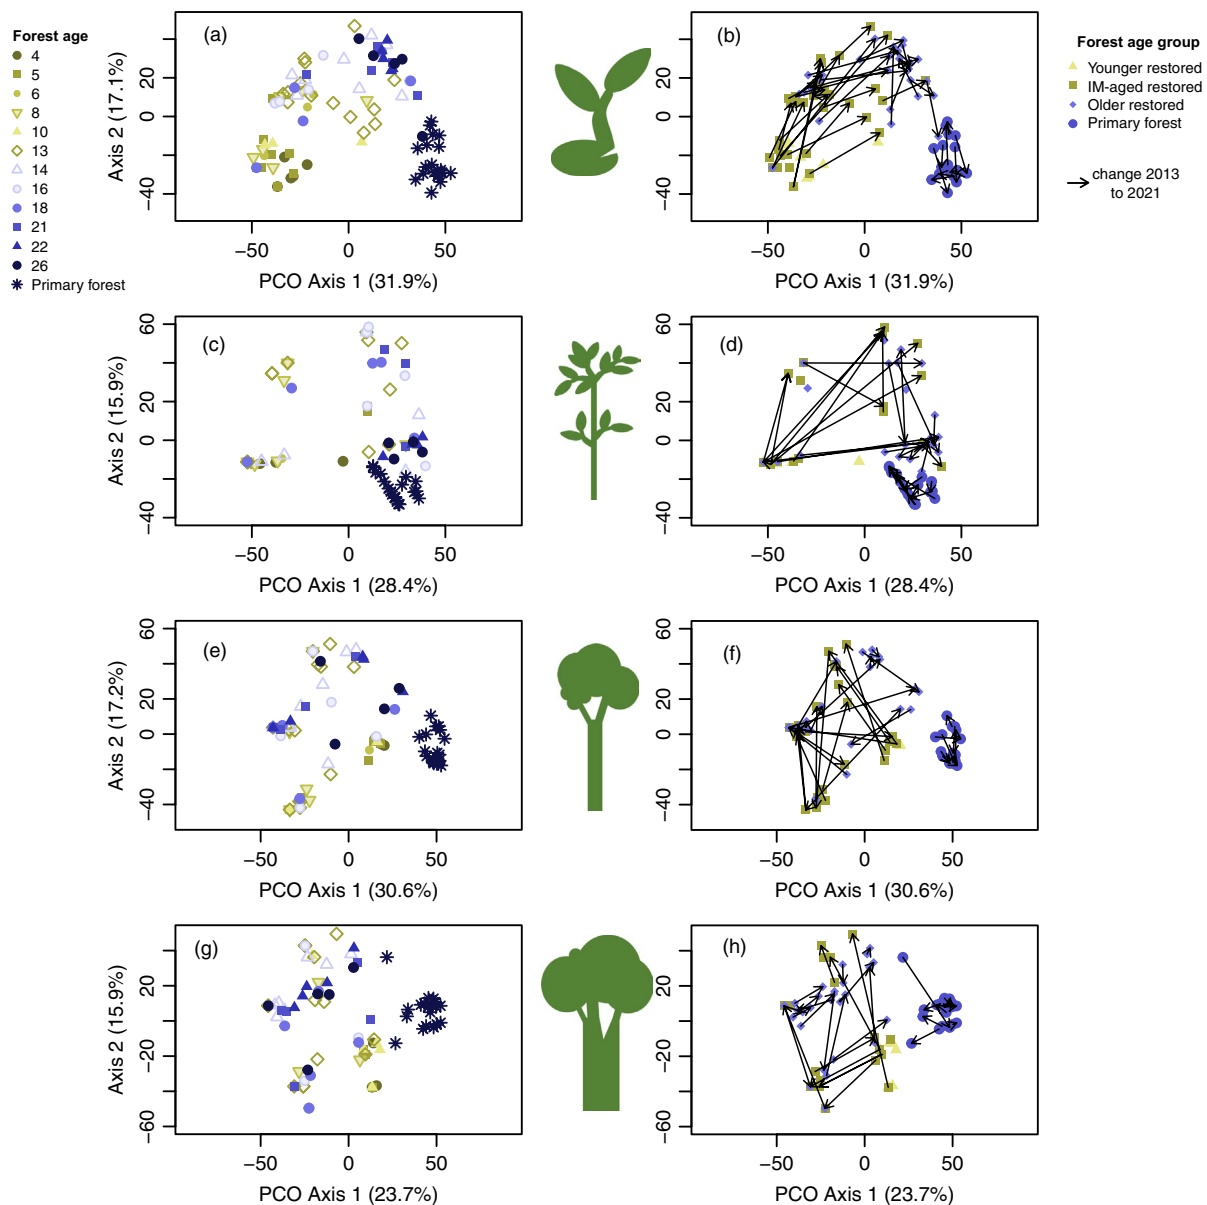 Forest age
4
5
6
8
10
13
14
16
18
21
22
26
Primary forest
(a)
Axis 2 (17.1%)
20
0
−40
−50
0
50
PCO Axis 1 (31.9%)
(b)
20
0
−40
−50
0
50
PCO Axis 1 (31.9%)
Forest age group
Younger restored
IM-aged restored
Older restored
Primary forest
change 2013
to 2021
(c)
Axis 2 (15.9%)
60
20
0
−40
−50
0
50
PCO Axis 1 (28.4%)
(d)
60
20
0
−40
−50
0
50
PCO Axis 1 (28.4%)
(e)
Axis 2 (17.2%)
60
20
0
−40
−50
0
50
PCO Axis 1 (30.6%)
(f)
60
20
0
−40
−50
0
50
PCO Axis 1 (30.6%)
(g)
Axis 2 (15.9%)
20
−20
−60
−50
0
50
PCO Axis 1 (23.7%)
(h)
20
−20
−60
−50
0
50
PCO Axis 1 (23.7%)